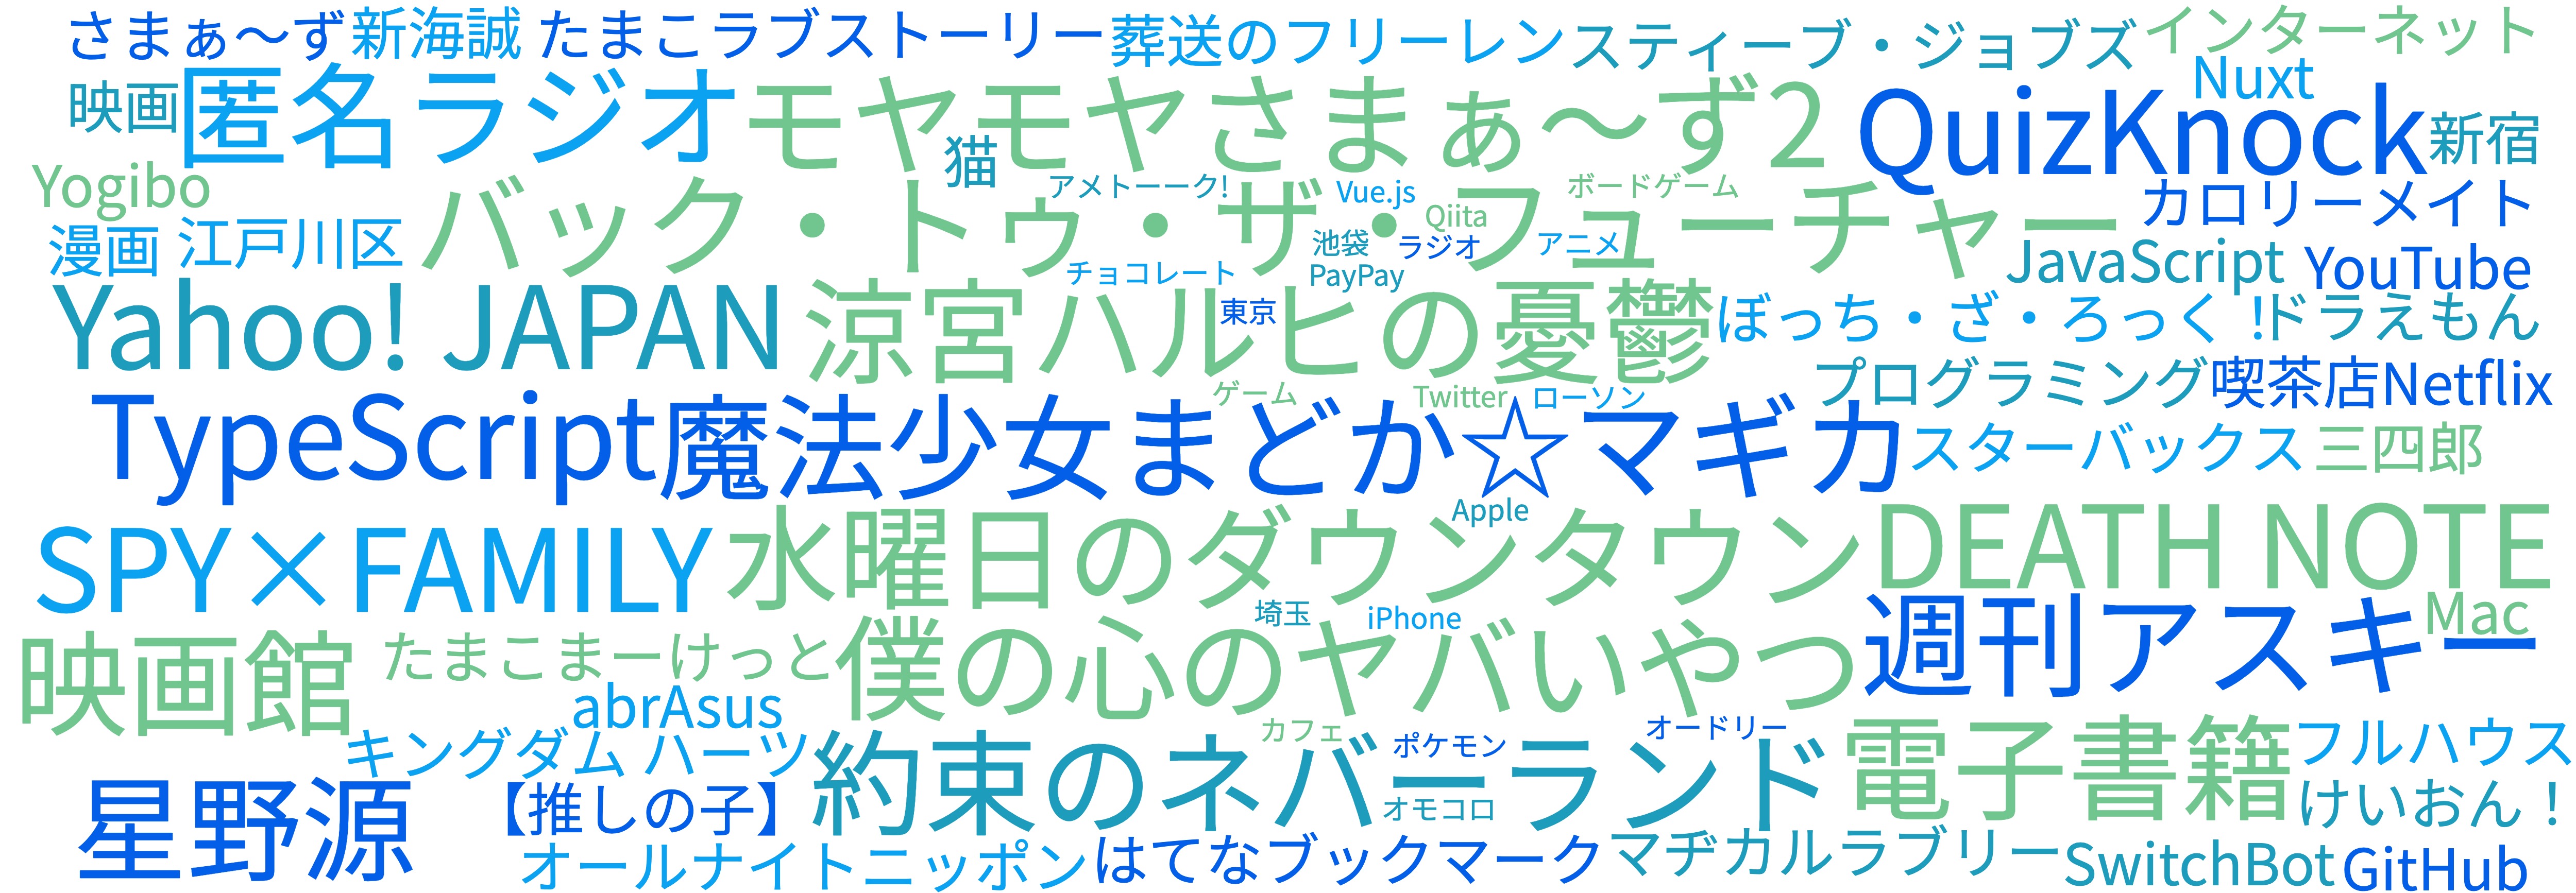 さまぁ～ず 新海誠 たまこラブストーリー 葬送のフリーレン スティーブ・ジョブズ インターネット
映画 匿名ラジオ モヤモヤさまぁ～ず2 QuizKnock Nuxt 新宿
猫
Yogibo バック・トゥ・ザ・フューチャー カロリーメイト
アメトーーク! Vue.js ボードゲーム
Qiita
漫画 江戸川区 池袋 ラジオ アニメ JavaScript YouTube
チョコレート PayPay
Yahoo! JAPAN 涼宮ハルヒの憂鬱 ぼっち・ざ・ろっく！ ドラえもん
東京
プログラミング 喫茶店 Netflix
ゲーム Twitter ローソン
TypeScript 魔法少女まどか☆マギカ スターバックス 三四郎
Apple
SPY×FAMILY 水曜日のダウンタウン DEATH NOTE
埼玉 iPhone Mac
映画館 たまこまーけっと 僕の心のヤバいやつ 週刊アスキー
abrAsus
カフェ ポケモン オードリー
キングダム ハーツ 約束のネバーランド 電子書籍 フルハウス
星野源 【推しの子】 オモコロ けいおん！
オールナイトニッポン はてなブックマーク マヂカルラブリー SwitchBot GitHub